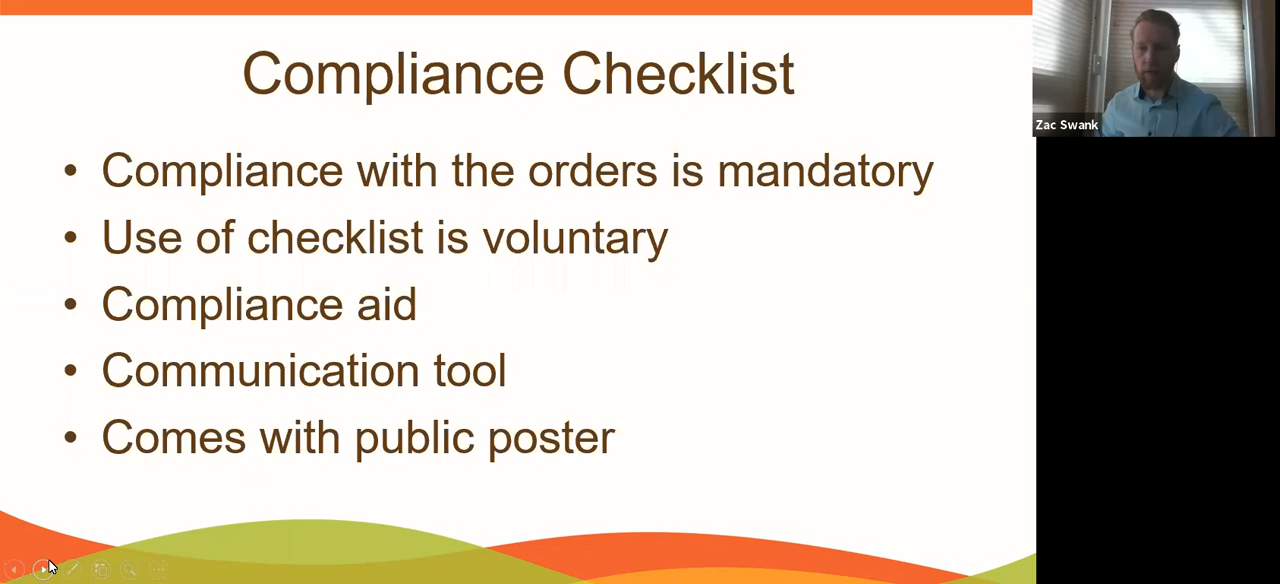 Compliance Checklist
• Compliance with the orders is mandatory
• Use of checklist is voluntary
• Compliance aid
• Communication tool
• Comes with public poster
Zac Swank